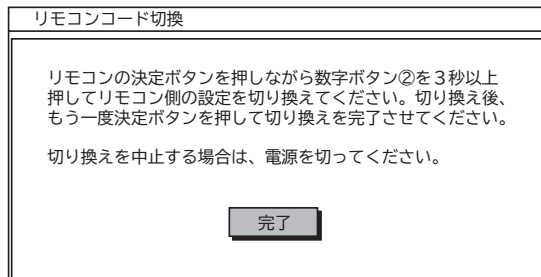 リモコンコード切換
リモコンの決定ボタンを押しながら数字ボタン②を３秒以上
押してリモコン側の設定を切り換えてください。切り換え後、
もう一度決定ボタンを押して切り換えを完了させてください。
切り換えを中止する場合は、電源を切ってください。
完了